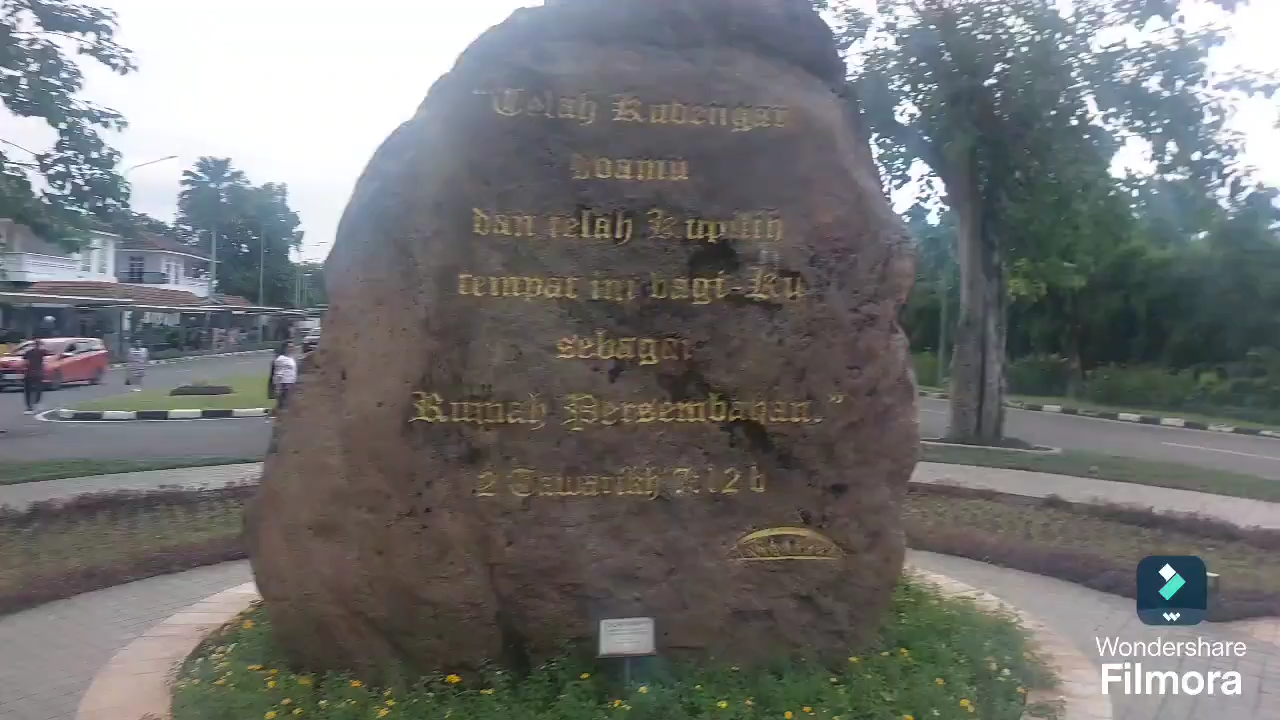 "Telah Kudengar
doamu
dan telah Kupilih
tempat ini bagi-Ku
sebagai
Rumah Persembahan."
2 Tawarikh 7:12 b
Wondershare
Filmora